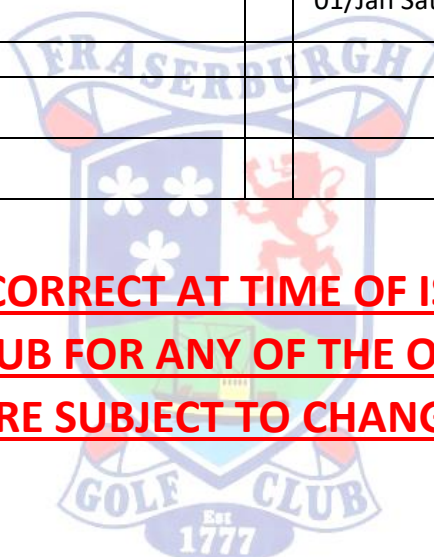 01/Jan Sat
FRASERBURGH
CORRECT AT TIME OF IS
UB FOR ANY OF THE O
RE SUBJECT TO CHANG
GOLF CLUB
Est
1777